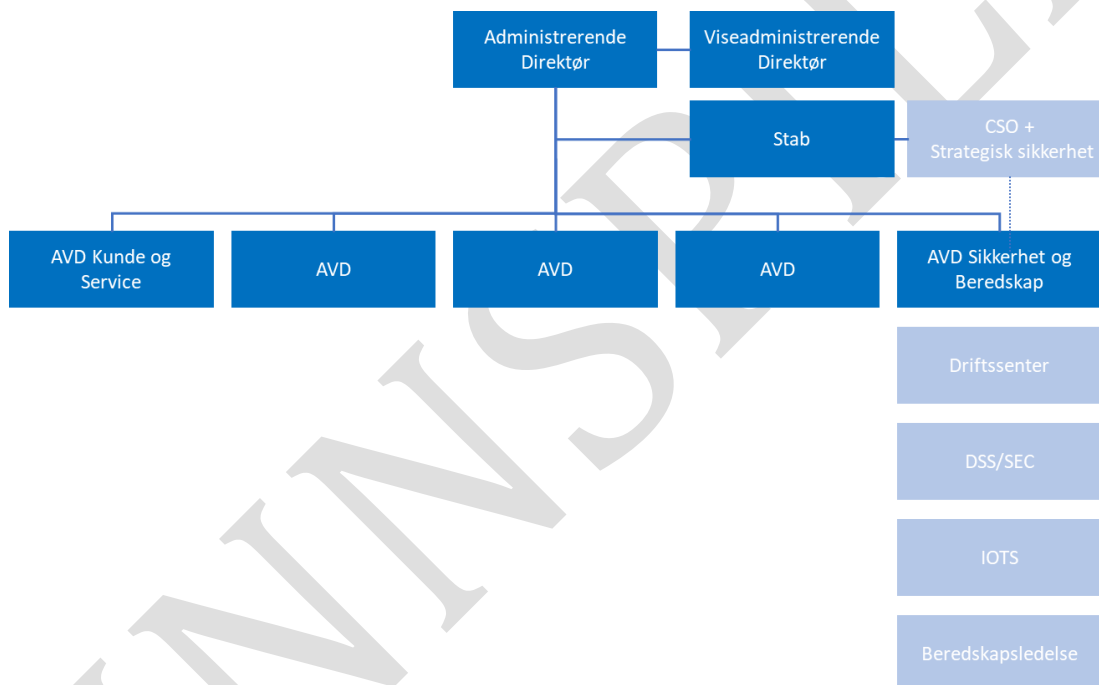 Administrerende
Direktør
Viseadministrerende
Direktør
Stab
CSO +
Strategisk sikkerhet
AVD Kunde og
Service
AVD
AVD
AVD
AVD Sikkerhet og
Beredskap
Driftssenter
DSS/SEC
IOTS
Beredskapsledelse